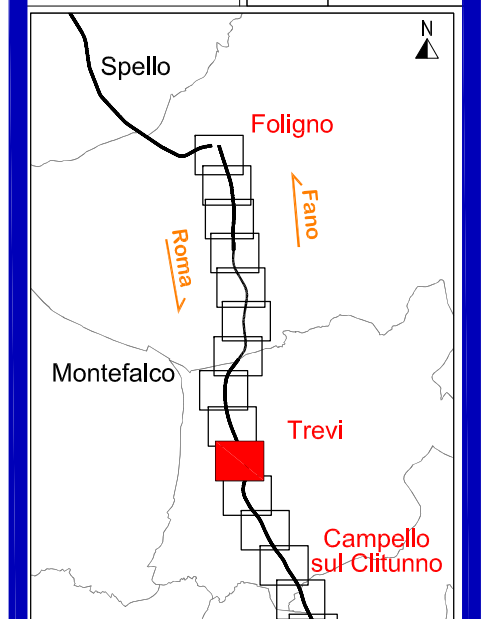 N
Spello
Foligno
Fano
Roma
Montefalco
Trevi
Campello
sul Clitunno